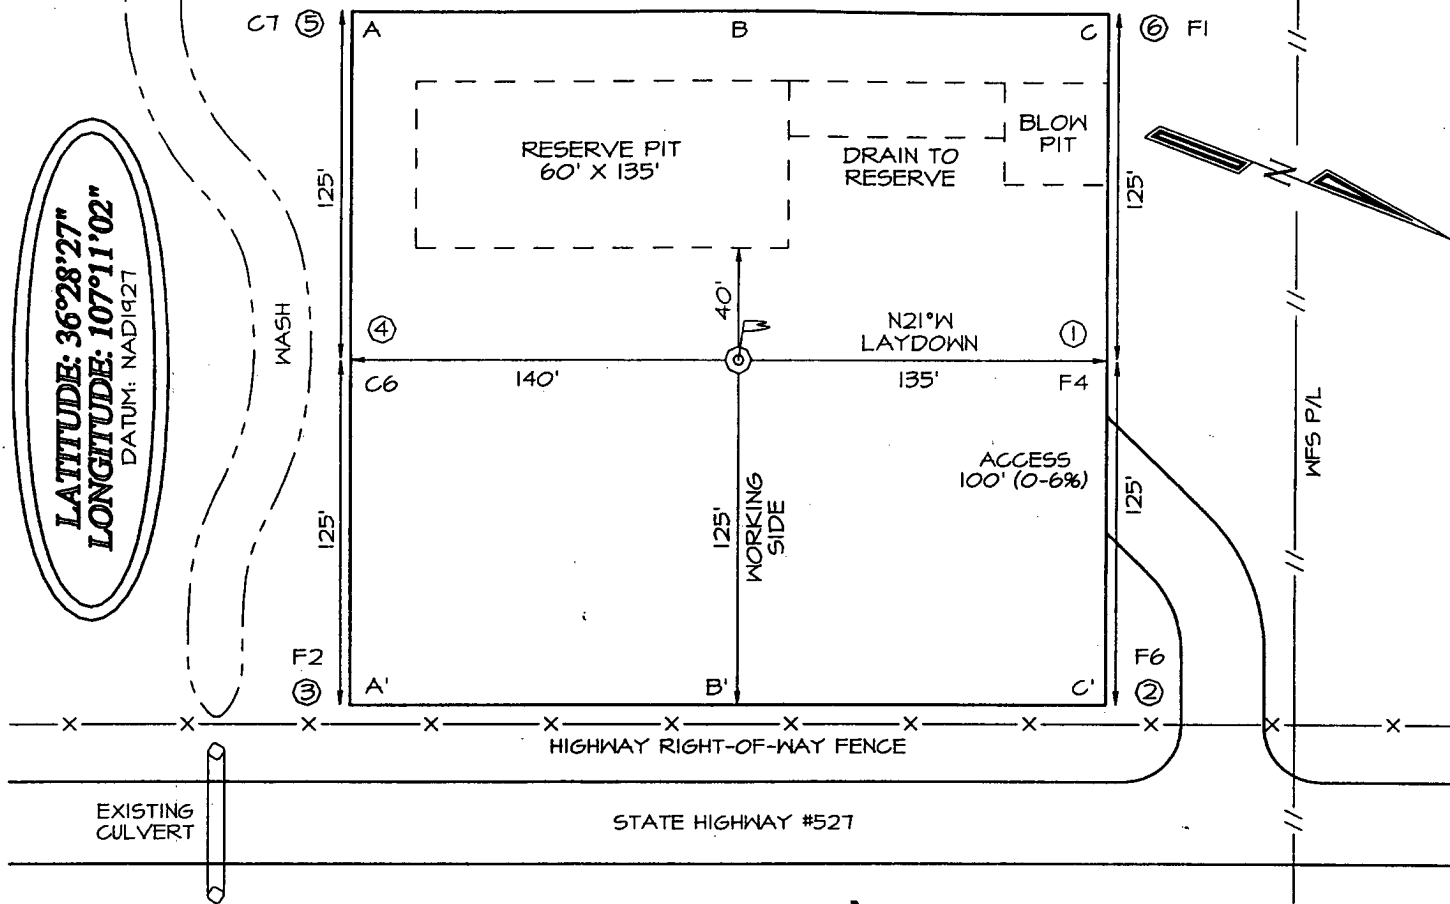 C7 ⑤
A
B
C
⑥ F1
RESERVE PIT
60' X 135'
DRAIN TO
RESERVE
BLOW
PIT
125'
125'
N
LATITUDE: 36°28'27"
LONGITUDE: 107°11'02"
DATUM: NAD1927
WASH
40'
④
N21°W
LAYDOWN
①
C6
140'
135'
F4
WFS P/L
ACCESS
100' (0-6%)
125'
125'
WORKING
SIDE
125'
F2
③
A'
B'
C'
F6
②
HIGHWAY RIGHT-OF-WAY FENCE
EXISTING
CULVERT
STATE HIGHWAY #527